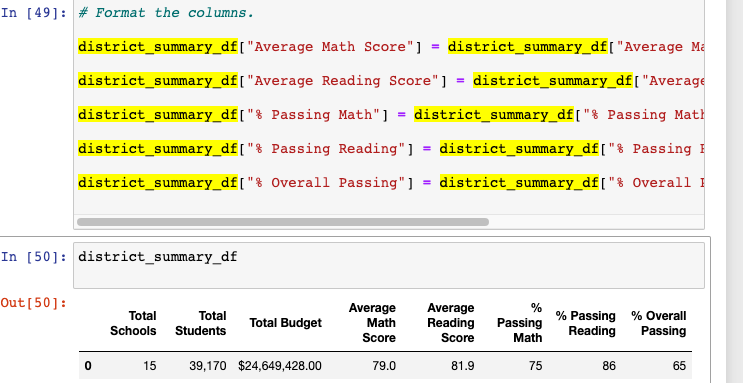 In [49]: # Format the columns.
district_summary_df["Average Math Score"] = district_summary_df["Average
district_summary_df["Average Reading Score"] = district_summary_df["Average
district_summary_df["% Passing Math"] = district_summary_df["% Passing Math
district_summary_df["% Passing Reading"] = district_summary_df["% Passing
district_summary_df["% Overall Passing"] = district_summary_df["% Overall
In [50]: district_summary_df
Out[50]:
Total Schools Total Students Total Budget Average Math Score Average Reading Score % Passing Math % Passing Reading % Overall Passing
0 15 39,170 $24,649,428.00 79.0 81.9 75 86 65